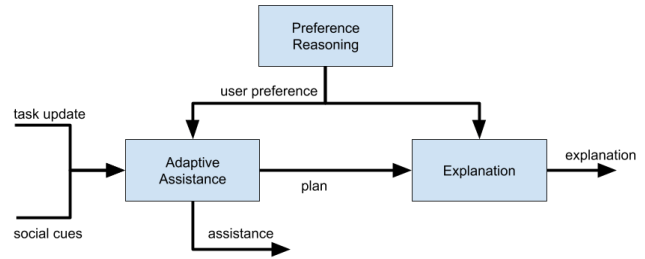 Preference
Reasoning
user preference
task update
Adaptive
Assistance
plan
Explanation
explanation
social cues
assistance